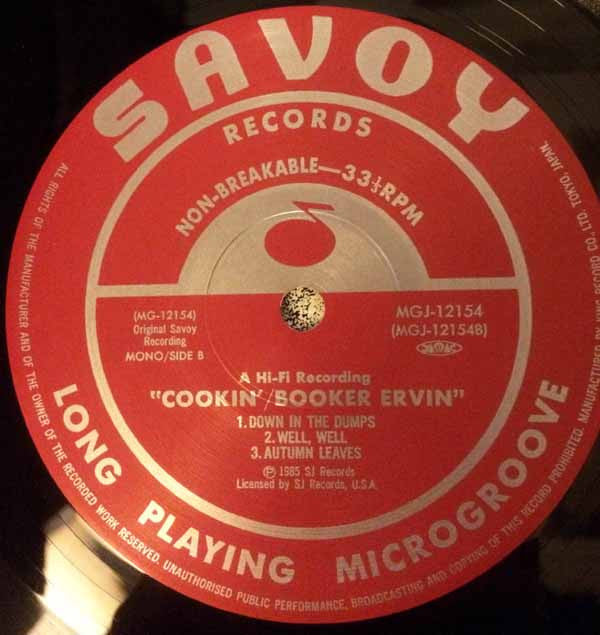 SAVOY
RECORDS
NON-BREAKABLE—33⅓RPM
(MG-12154)
Original Savoy
Recording
MONO/SIDE B
MGJ-12154
(MGJ-12154B)
A Hi-Fi Recording
"COOKIN' BOOKER ERVIN"
1. DOWN IN THE DUMPS
2. WELL, WELL
3. AUTUMN LEAVES
Ⓟ 1985 SJ Records
Licensed by SJ Records, U.S.A.
LONG PLAYING MICROGROOVE
ALL RIGHTS OF THE MANUFACTURER AND OF THE OWNER OF THE RECORDED WORK RESERVED. UNAUTHORISED PUBLIC PERFORMANCE, BROADCASTING AND COPYING OF THIS RECORD PROHIBITED. MANUFACTURED BY KING RECORD CO., LTD. TOKYO, JAPAN.